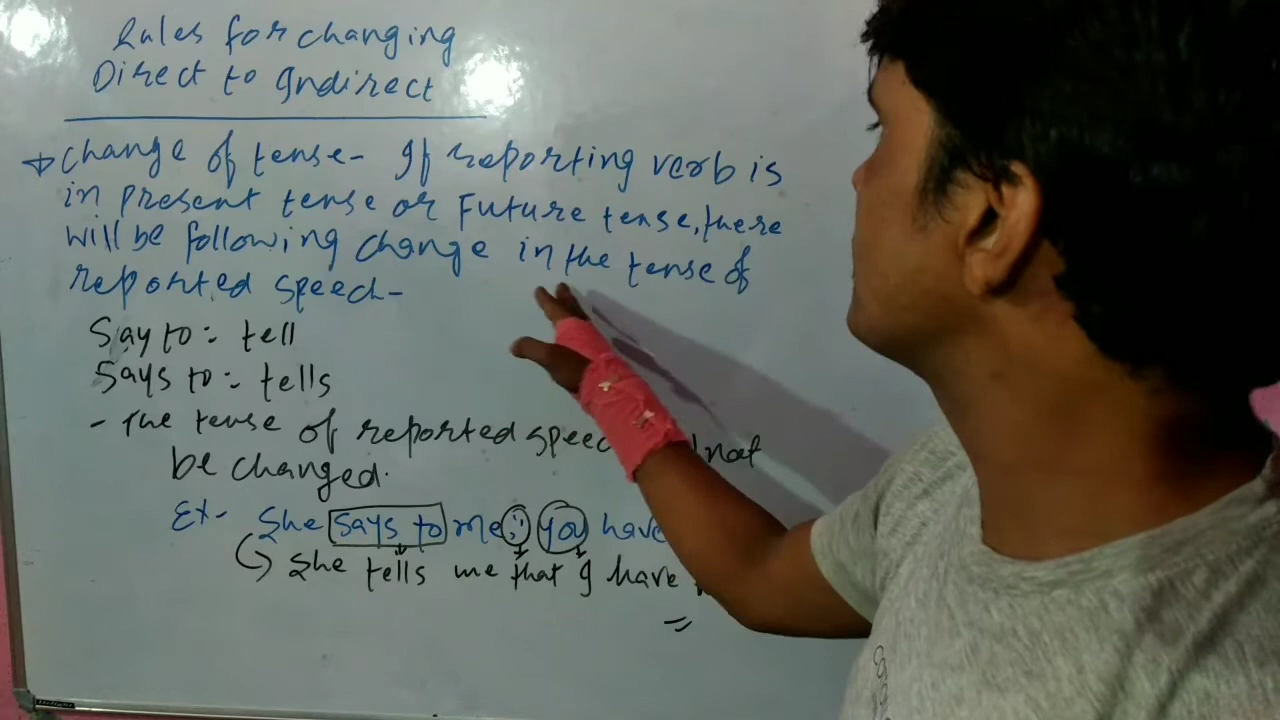 Rules for changing
Direct to Indirect
change of tense- If reporting verb is
in present tense or Future tense, there
will be following change in the tense of
reported speech-
Say to:- tell
Says to:- tells
- The tense of reported speec not
be changed.
Ex- She says to me, you have
She tells me that I have